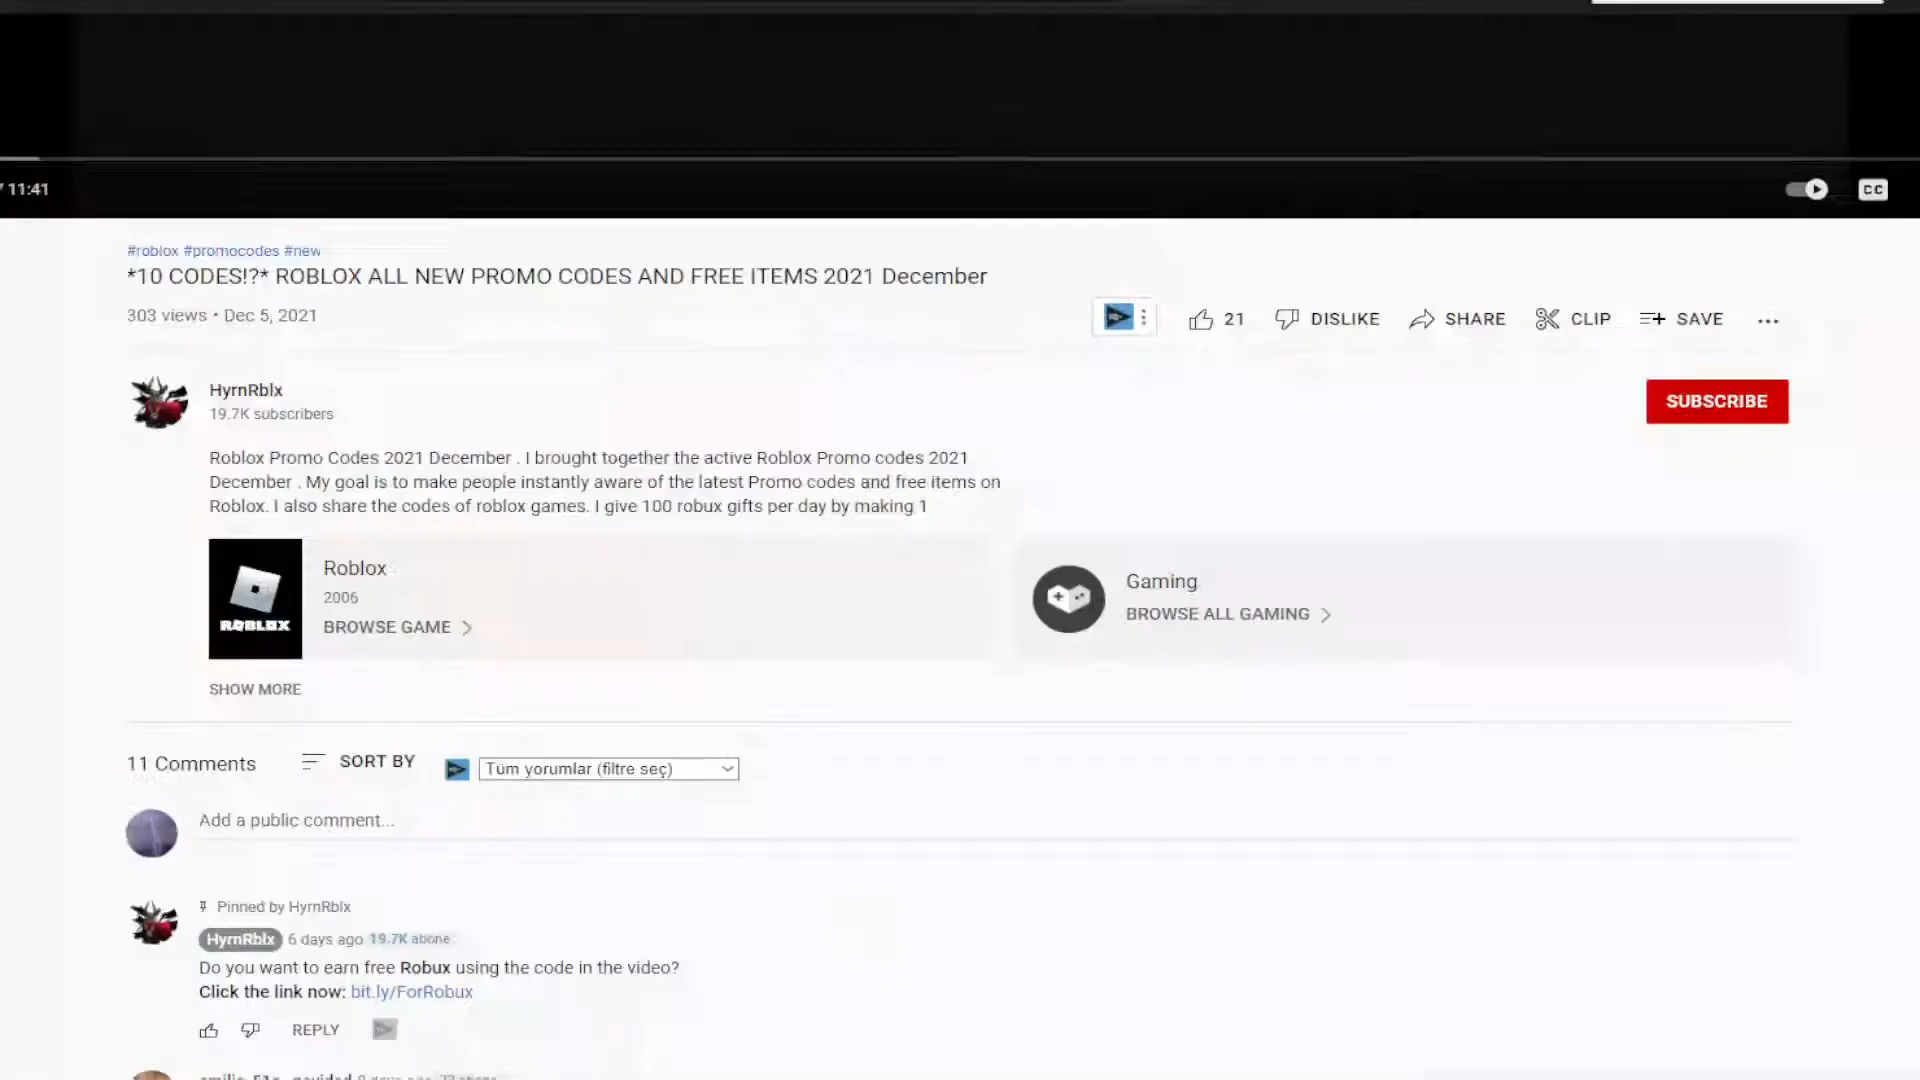 / 11:41
CC
#roblox #promocodes #new
*10 CODES!?* ROBLOX ALL NEW PROMO CODES AND FREE ITEMS 2021 December
303 views • Dec 5, 2021
21 DISLIKE SHARE CLIP SAVE
HyrnRblx
19.7K subscribers
SUBSCRIBE
Roblox Promo Codes 2021 December . I brought together the active Roblox Promo codes 2021
December . My goal is to make people instantly aware of the latest Promo codes and free items on
Roblox. I also share the codes of roblox games. I give 100 robux gifts per day by making 1
ROBLOX
Roblox
2006
BROWSE GAME
Gaming
BROWSE ALL GAMING
SHOW MORE
11 Comments SORT BY Tüm yorumlar (filtre seç)
Add a public comment...
Pinned by HyrnRblx
HyrnRblx 6 days ago 19.7K abone
Do you want to earn free Robux using the code in the video?
Click the link now: bit.ly/ForRobux
REPLY